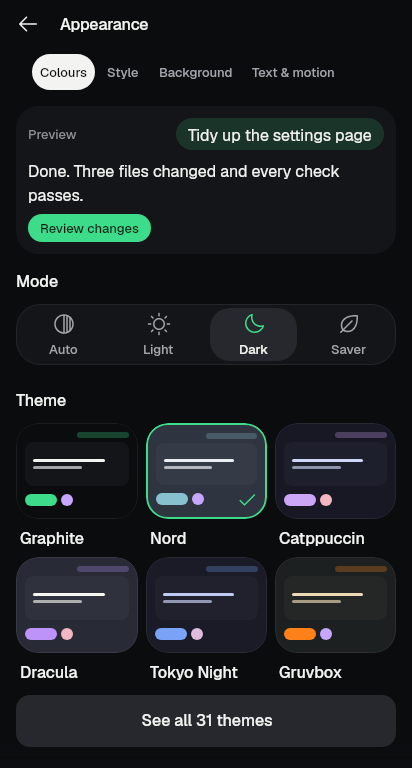 Appearance
Colours Style Background Text & motion
Preview
Tidy up the settings page
Done. Three files changed and every check
passes.
Review changes
Mode
Auto Light Dark Saver
Theme
Graphite Nord Catppuccin
Dracula Tokyo Night Gruvbox
See all 31 themes